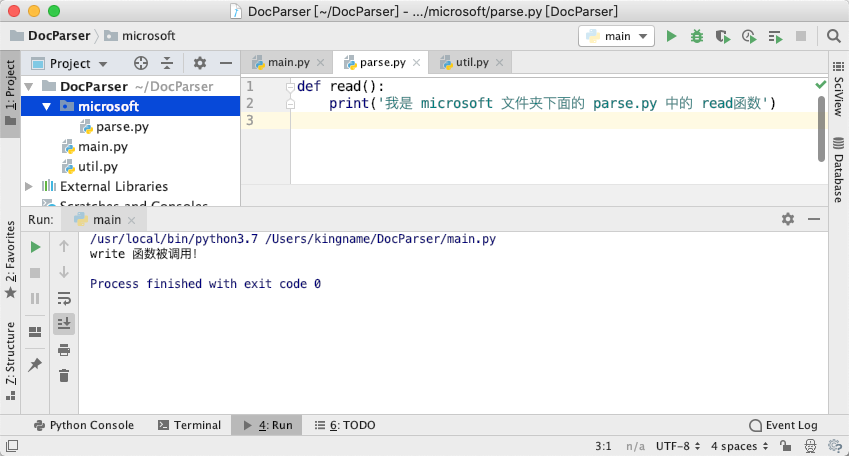 DocParser [~/DocParser] - .../microsoft/parse.py [DocParser]
DocParser microsoft main
1: Project
Project
DocParser ~/DocParser
microsoft
parse.py
main.py
util.py
External Libraries
Scratches and Consoles
main.py parse.py util.py
1 def read():
2 print('我是 microsoft 文件夹下面的 parse.py 中的 read函数')
3
SciView
Database
Run: main
/usr/local/bin/python3.7 /Users/kingname/DocParser/main.py
write 函数被调用!
Process finished with exit code 0
2: Favorites
Z: Structure
Python Console Terminal 4: Run 6: TODO Event Log
3:1 n/a UTF-8 4 spaces